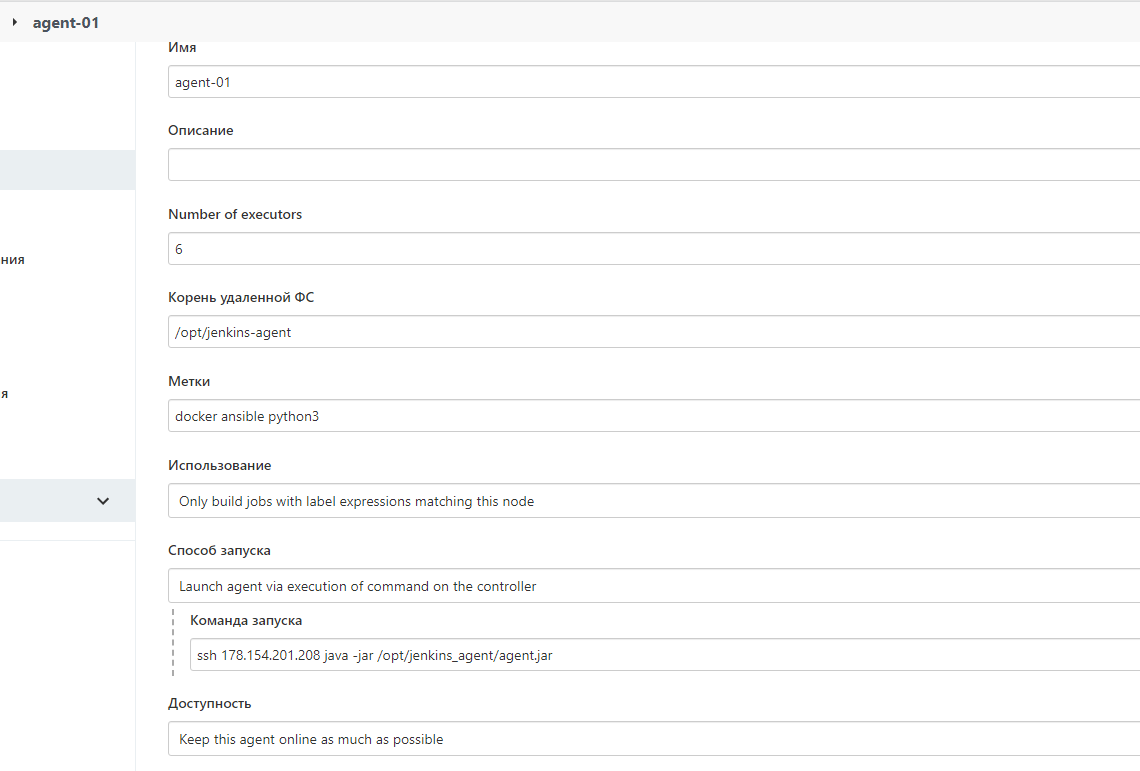 agent-01
Имя
agent-01
Описание
Number of executors
6
ния
Корень удаленной ФС
/opt/jenkins-agent
Метки
я
docker ansible python3
Использование
Only build jobs with label expressions matching this node
Способ запуска
Launch agent via execution of command on the controller
Команда запуска
ssh 178.154.201.208 java -jar /opt/jenkins_agent/agent.jar
Доступность
Keep this agent online as much as possible